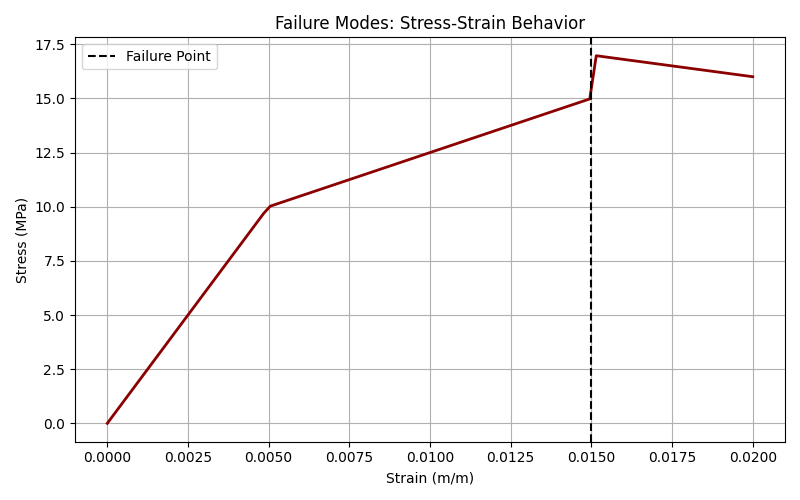 Failure Modes: Stress-Strain Behavior
Failure Point
17.5
15.0
12.5
10.0
7.5
5.0
2.5
0.0
Stress (MPa)
0.0000 0.0025 0.0050 0.0075 0.0100 0.0125 0.0150 0.0175 0.0200
Strain (m/m)